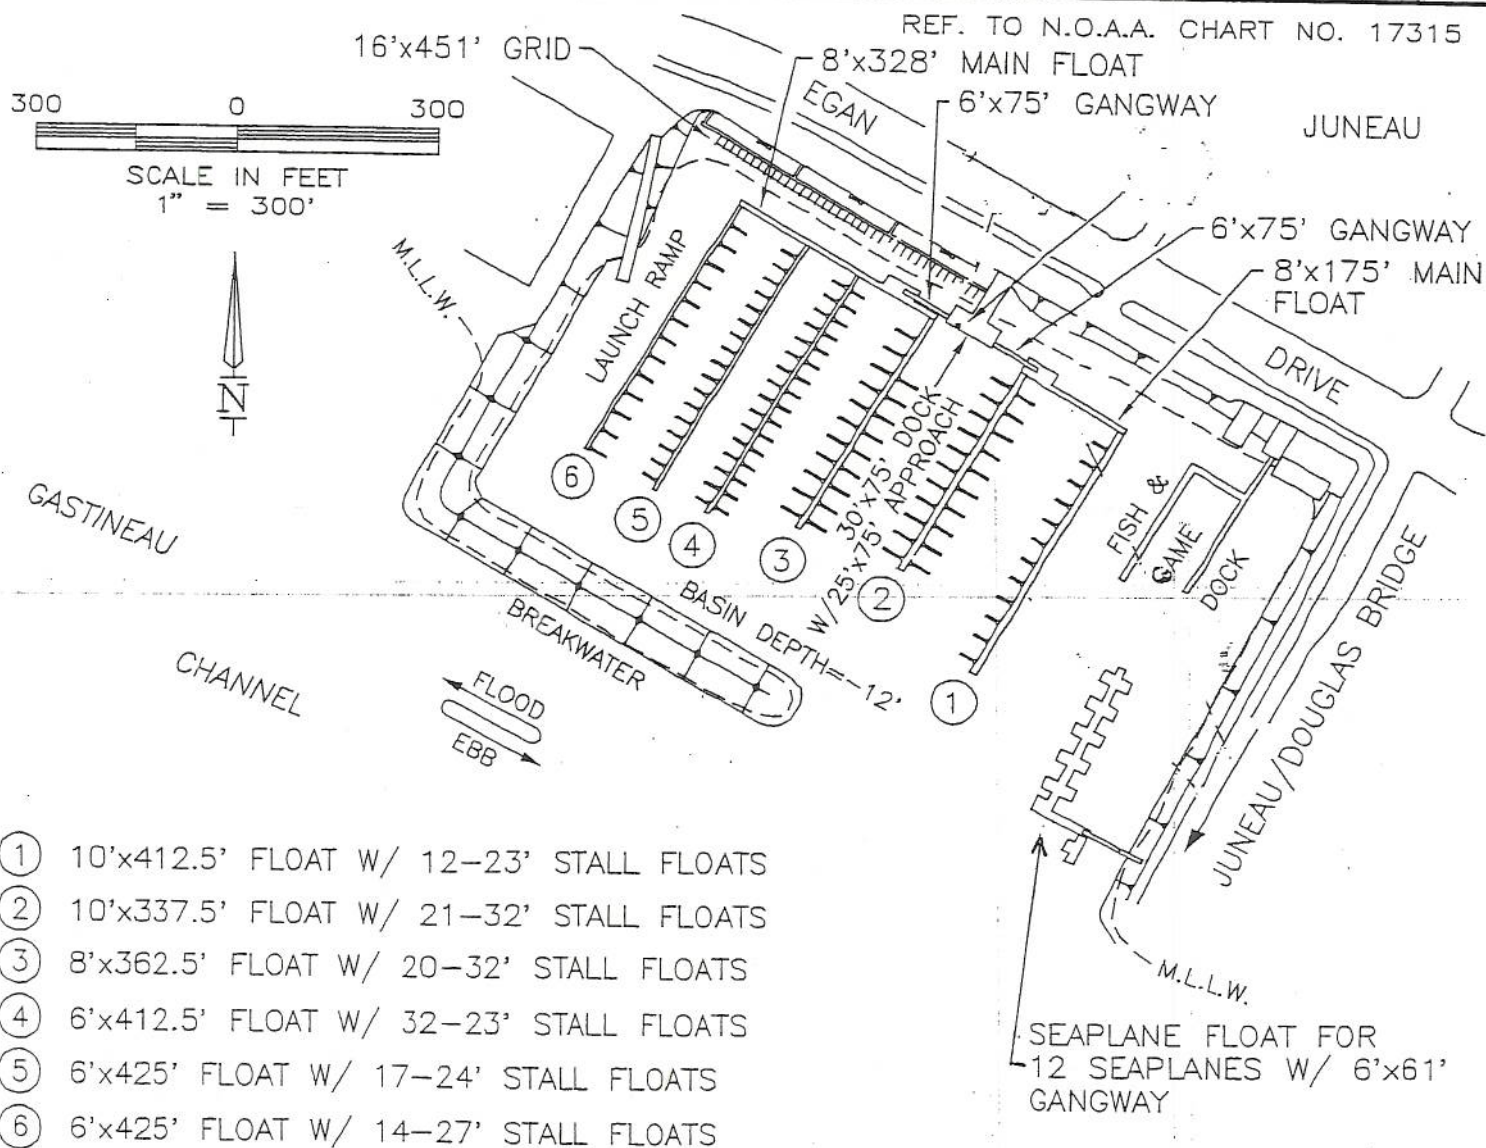 REF. TO N.O.A.A. CHART NO. 17315
16'x451' GRID
8'x328' MAIN FLOAT
6'x75' GANGWAY
EGAN
JUNEAU
300 0 300
SCALE IN FEET
1" = 300'
6'x75' GANGWAY
8'x175' MAIN
FLOAT
M.L.L.W.
LAUNCH RAMP
DRIVE
N
30'x75' DOCK
W/25'x75' APPROACH
FISH &
GAME
DOCK
GASTINEAU
CHANNEL
6
5
4
3
2
1
BASIN DEPTH=-12'
BREAKWATER
FLOOD
EBB
JUNEAU/DOUGLAS BRIDGE
M.L.L.W.
1 10'x412.5' FLOAT W/ 12-23' STALL FLOATS
2 10'x337.5' FLOAT W/ 21-32' STALL FLOATS
3 8'x362.5' FLOAT W/ 20-32' STALL FLOATS
4 6'x412.5' FLOAT W/ 32-23' STALL FLOATS
5 6'x425' FLOAT W/ 17-24' STALL FLOATS
6 6'x425' FLOAT W/ 14-27' STALL FLOATS
SEAPLANE FLOAT FOR
12 SEAPLANES W/ 6'x61'
GANGWAY